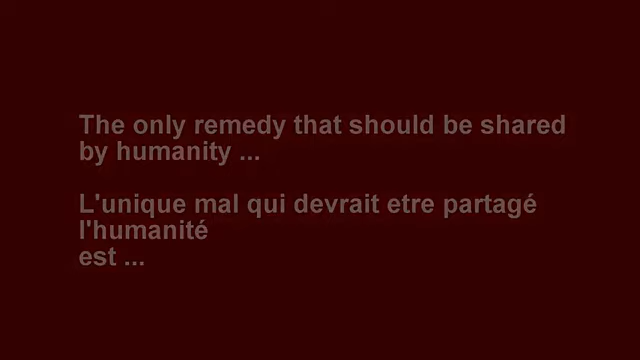 The only remedy that should be shared
by humanity ...
L'unique mal qui devrait etre partagé
l'humanité
est ...